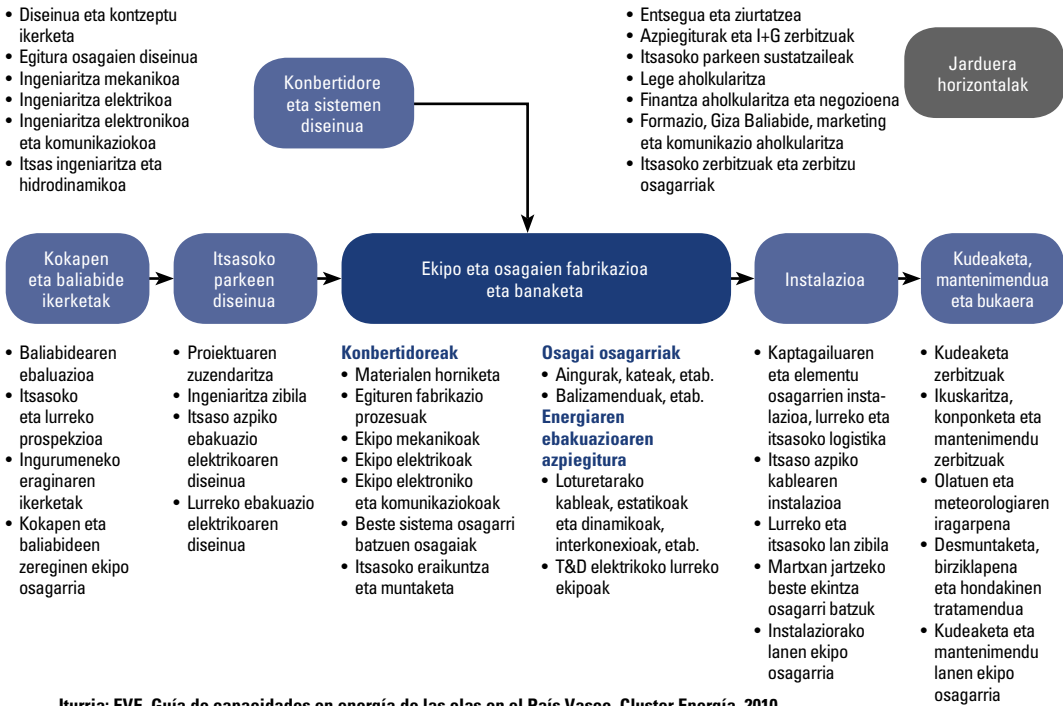 • Diseinua eta kontzeptu
ikerketa
• Egitura osagaien diseinua
• Ingeniaritza mekanikoa
• Ingeniaritza elektrikoa
• Ingeniaritza elektronikoa
eta komunikaziokoa
• Itsas ingeniaritza eta
hidrodinamikoa
Konbertidore
eta sistemen
diseinua
• Entsegua eta ziurtatzea
• Azpiegiturak eta I+G zerbitzuak
• Itsasoko parkeen sustatzaileak
• Lege aholkularitza
• Finantza aholkularitza eta negozioena
• Formazio, Giza Baliabide, marketing
eta komunikazio aholkularitza
• Itsasoko zerbitzuak eta zerbitzu
osagarriak
Jarduera
horizontalak
Kokapen
eta baliabide
ikerketak
Itsasoko
parkeen
diseinua
Ekipo eta osagaien fabrikazioa
eta banaketa
Instalazioa
Kudeaketa,
mantenimendua
eta bukaera
• Baliabidearen
ebaluazioa
• Itsasoko
eta lurreko
prospekzioa
• Ingurumeneko
eraginaren
ikerketak
• Kokapen eta
baliabideen
zereginen ekipo
osagarria
• Proiektuaren
zuzendaritza
• Ingeniaritza zibila
• Itsaso azpiko
ebakuazio
elektrikoaren
diseinua
• Lurreko ebakuazio
elektrikoaren
diseinua
Konbertidoreak
• Materialen horniketa
• Egituren fabrikazio
prozesuak
• Ekipo mekanikoak
• Ekipo elektrikoak
• Ekipo elektroniko
eta komunikaziokoak
• Beste sistema osagarri
batzuen osagaiak
• Itsasoko eraikuntza
eta muntaketa
Osagai osagarriak
• Aingurak, kateak, etab.
• Balizamenduak, etab.
Energiaren
ebakuazioaren
azpiegitura
• Loturetarako
kableak, estatikoak
eta dinamikoak,
interkonexioak, etab.
• T&D elektrikoko lurreko
ekipoak
• Kaptagailuaren
eta elementu
osagarrien insta-
lazioa, lurreko eta
itsasoko logistika
• Itsaso azpiko
kablearen
instalazioa
• Lurreko eta
itsasoko lan zibila
• Martxan jartzeko
beste ekintza
osagarri batzuk
• Instalaziorako
lanen ekipo
osagarria
• Kudeaketa
zerbitzuak
• Ikuskaritza,
konponketa eta
mantenimendu
zerbitzuak
• Olatuen eta
meteorologiaren
iragarpena
• Desmuntaketa,
birziklapena
eta hondakinen
tratamendua
• Kudeaketa eta
mantenimendu
lanen ekipo
osagarria
Iturria: EVE. Guía de capacidades en energía de las olas en el País Vasco. Cluster Energía, 2010